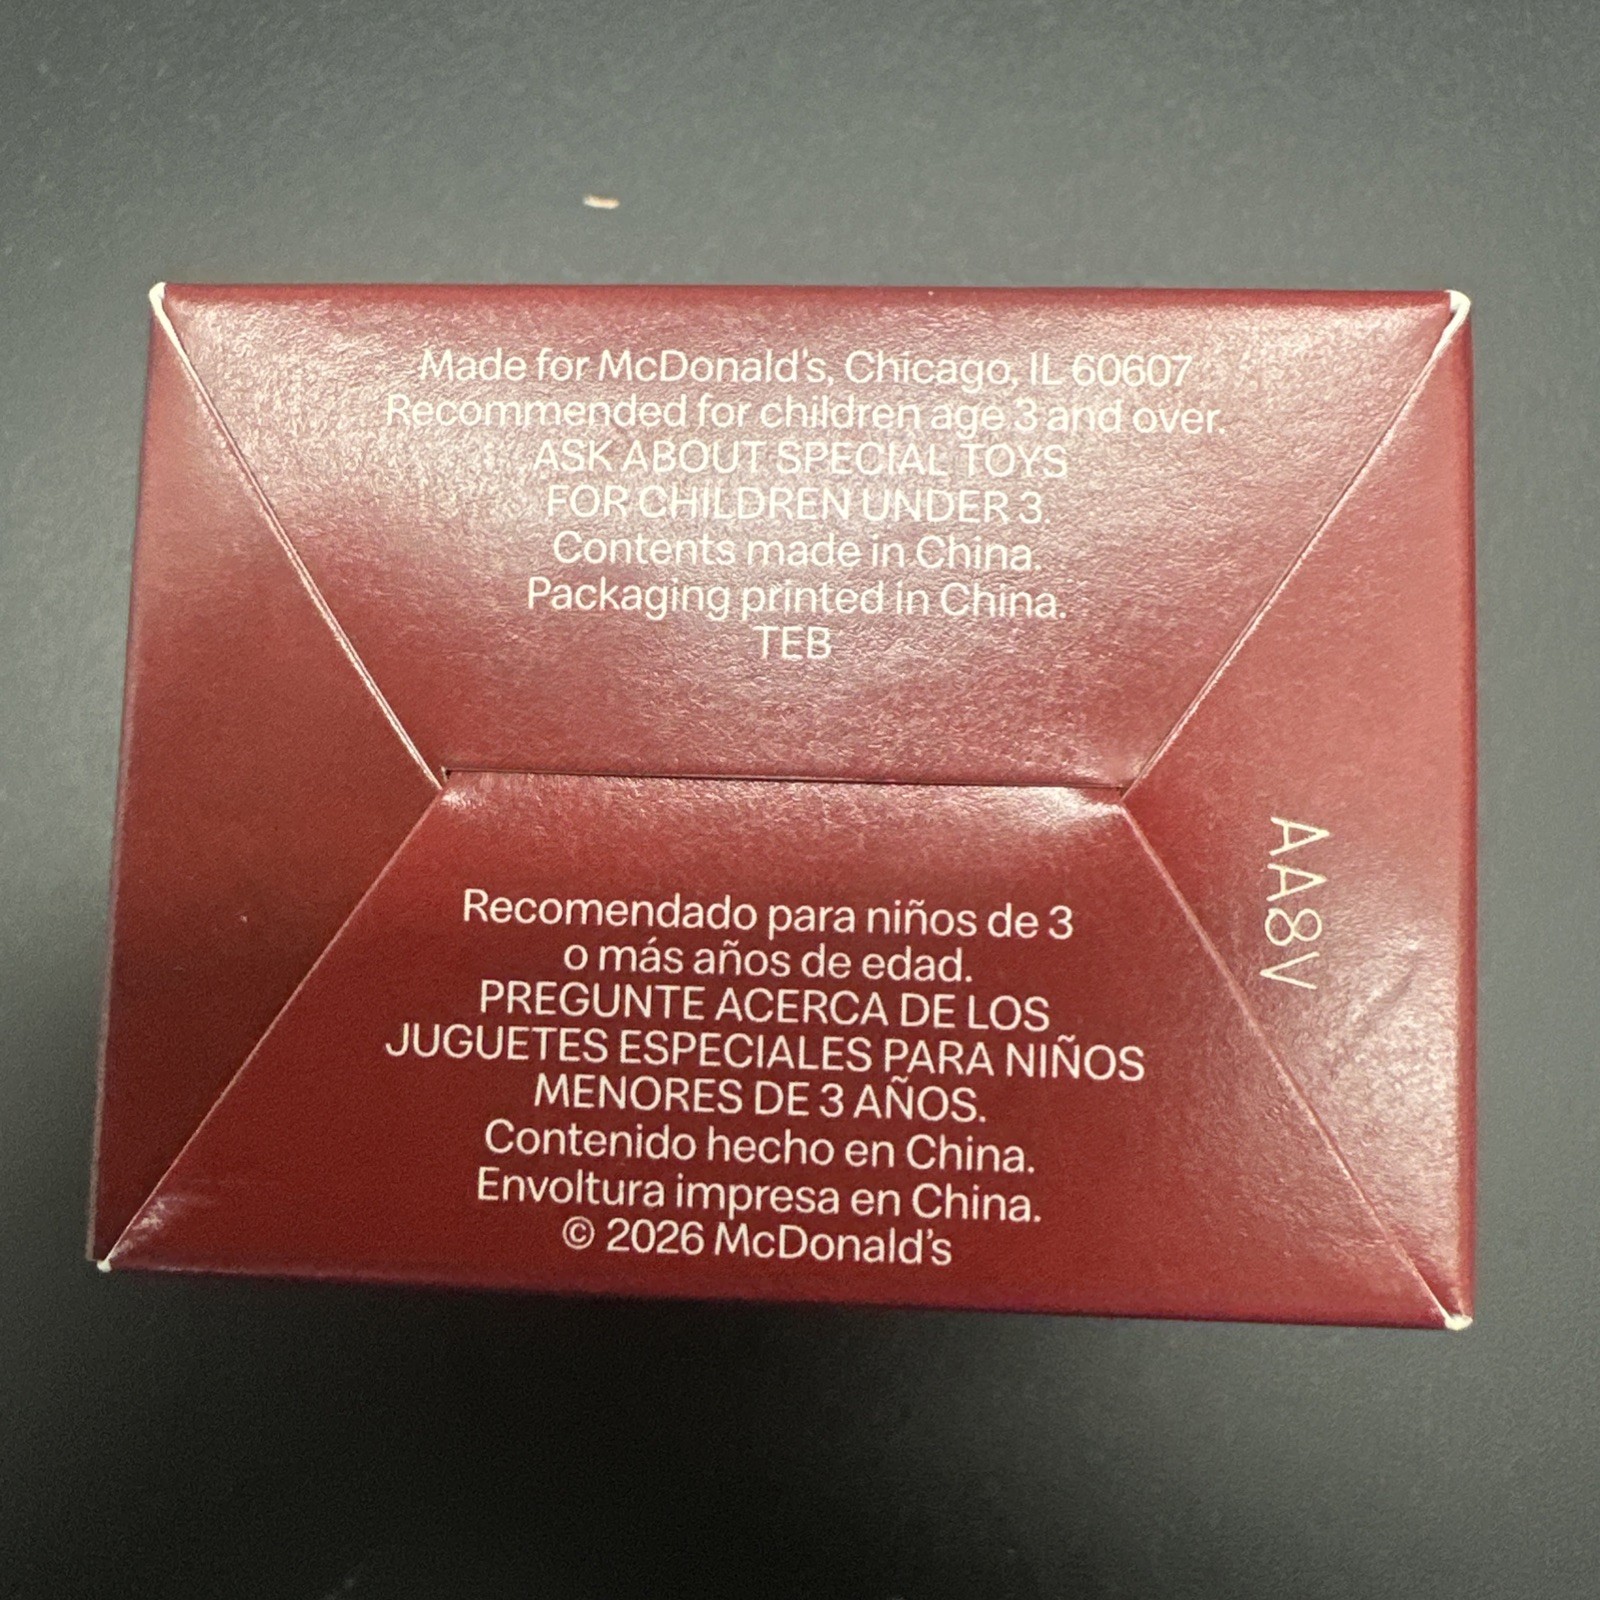 Made for McDonald's, Chicago, IL 60607
Recommended for children age 3 and over.
ASK ABOUT SPECIAL TOYS
FOR CHILDREN UNDER 3.
Contents made in China.
Packaging printed in China.
TEB
AA8V
Recomendado para niños de 3
o más años de edad.
PREGUNTE ACERCA DE LOS
JUGUETES ESPECIALES PARA NIÑOS
MENORES DE 3 AÑOS.
Contenido hecho en China.
Envoltura impresa en China.
© 2026 McDonald's